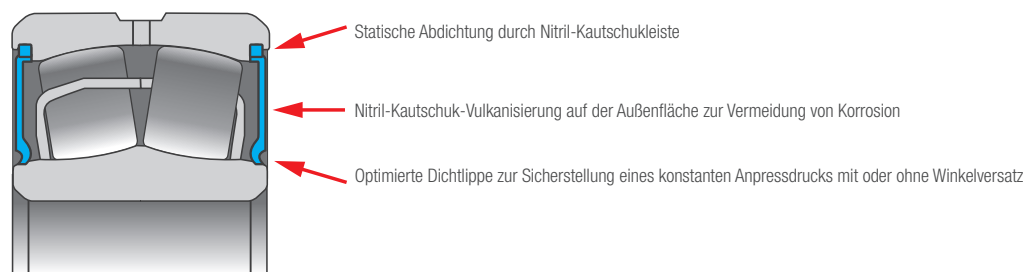 Statische Abdichtung durch Nitril-Kautschukleiste
Nitril-Kautschuk-Vulkanisierung auf der Außenfläche zur Vermeidung von Korrosion
Optimierte Dichtlippe zur Sicherstellung eines konstanten Anpressdrucks mit oder ohne Winkelversatz